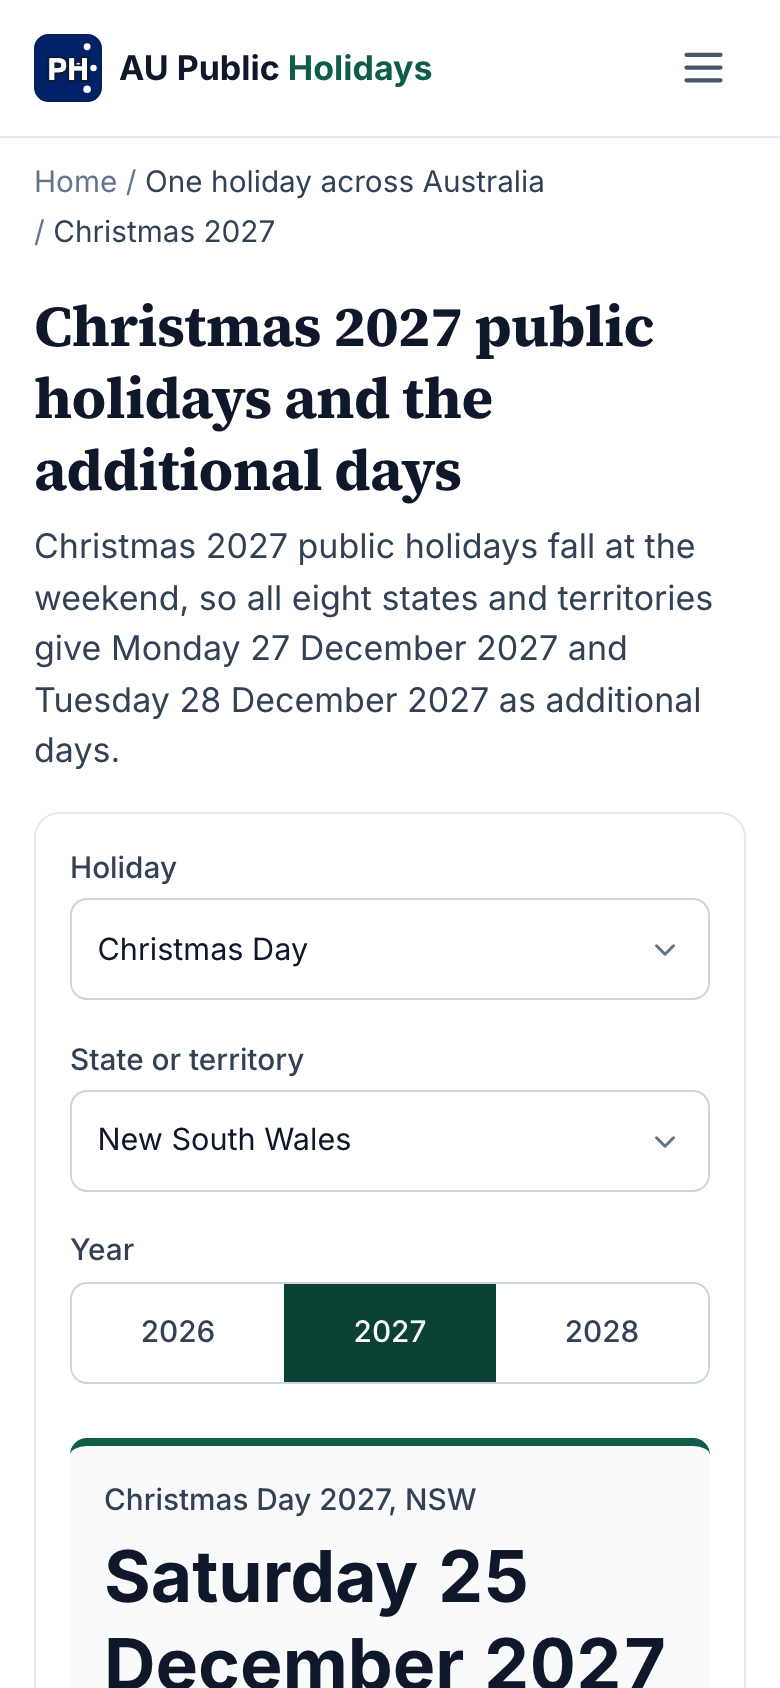 PH
AU Public Holidays
Home / One holiday across Australia
/ Christmas 2027
Christmas 2027 public
holidays and the
additional days
Christmas 2027 public holidays fall at the
weekend, so all eight states and territories
give Monday 27 December 2027 and
Tuesday 28 December 2027 as additional
days.
Holiday
Christmas Day
State or territory
New South Wales
Year
2026 2027 2028
Christmas Day 2027, NSW
Saturday 25
December 2027